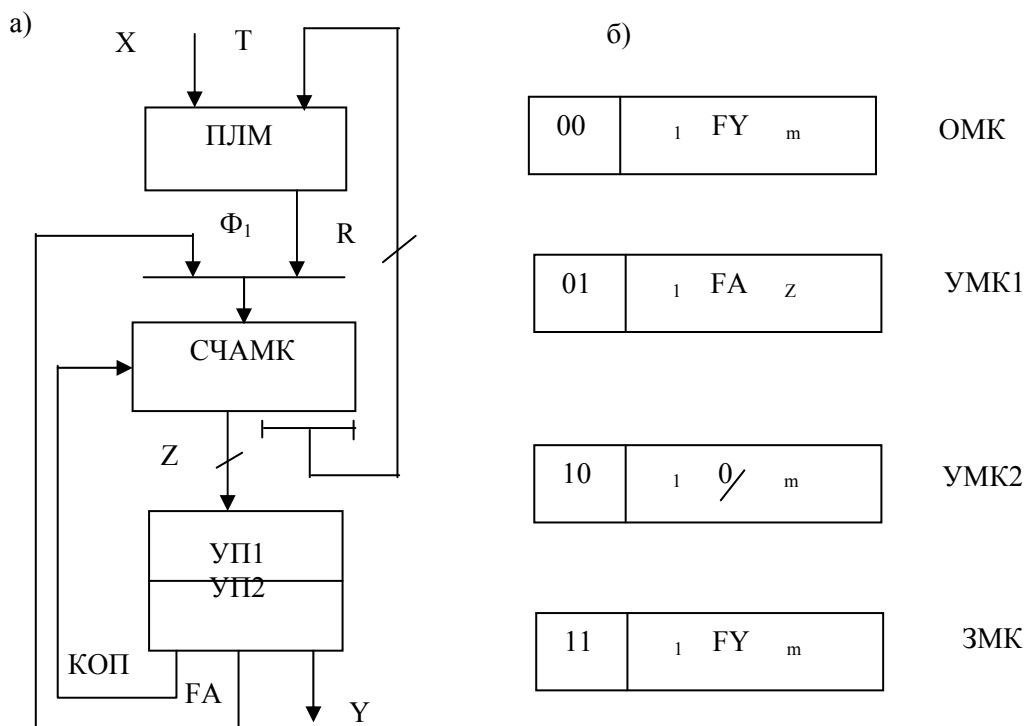 а)
X T
ПЛМ
Ф1 R
СЧАМК
Z
УП1
УП2
КОП
FA
Y
б)
00 1 FY m ОМК
01 1 FA Z УМК1
10 1 0/ m УМК2
11 1 FY m ЗМК